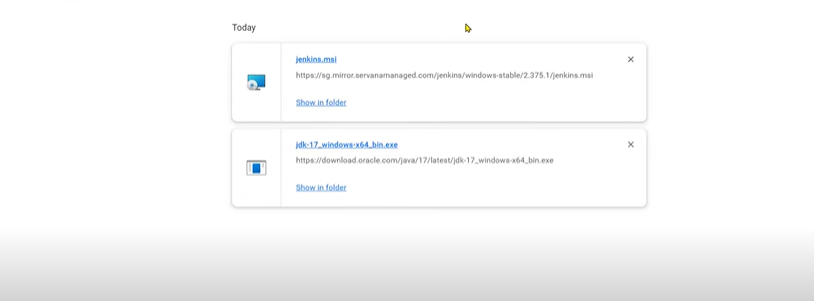 Today
jenkins.msi
https://sg.mirror.servanamanaged.com/jenkins/windows-stable/2.375.1/jenkins.msi
Show in folder
jdk-17_windows-x64_bin.exe
https://download.oracle.com/java/17/latest/jdk-17_windows-x64_bin.exe
Show in folder